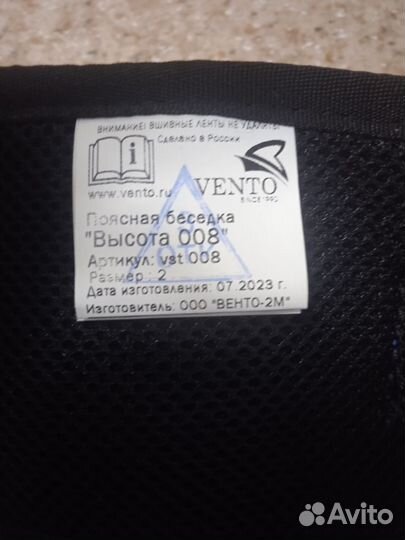 ВНИМАНИЕ! ВШИВНЫЕ ЛЕНТЫ НЕ УДАЛЯТЬ!
Сделано в России
i
www.vento.ru
VENTO
SINCE 1992
Поясная беседка
"Высота 008"
Артикул: vst 008
ОТК
Размер: 2
Дата изготовления: 07.2023 г.
Изготовитель: ООО "ВЕНТО-2М"
Avito